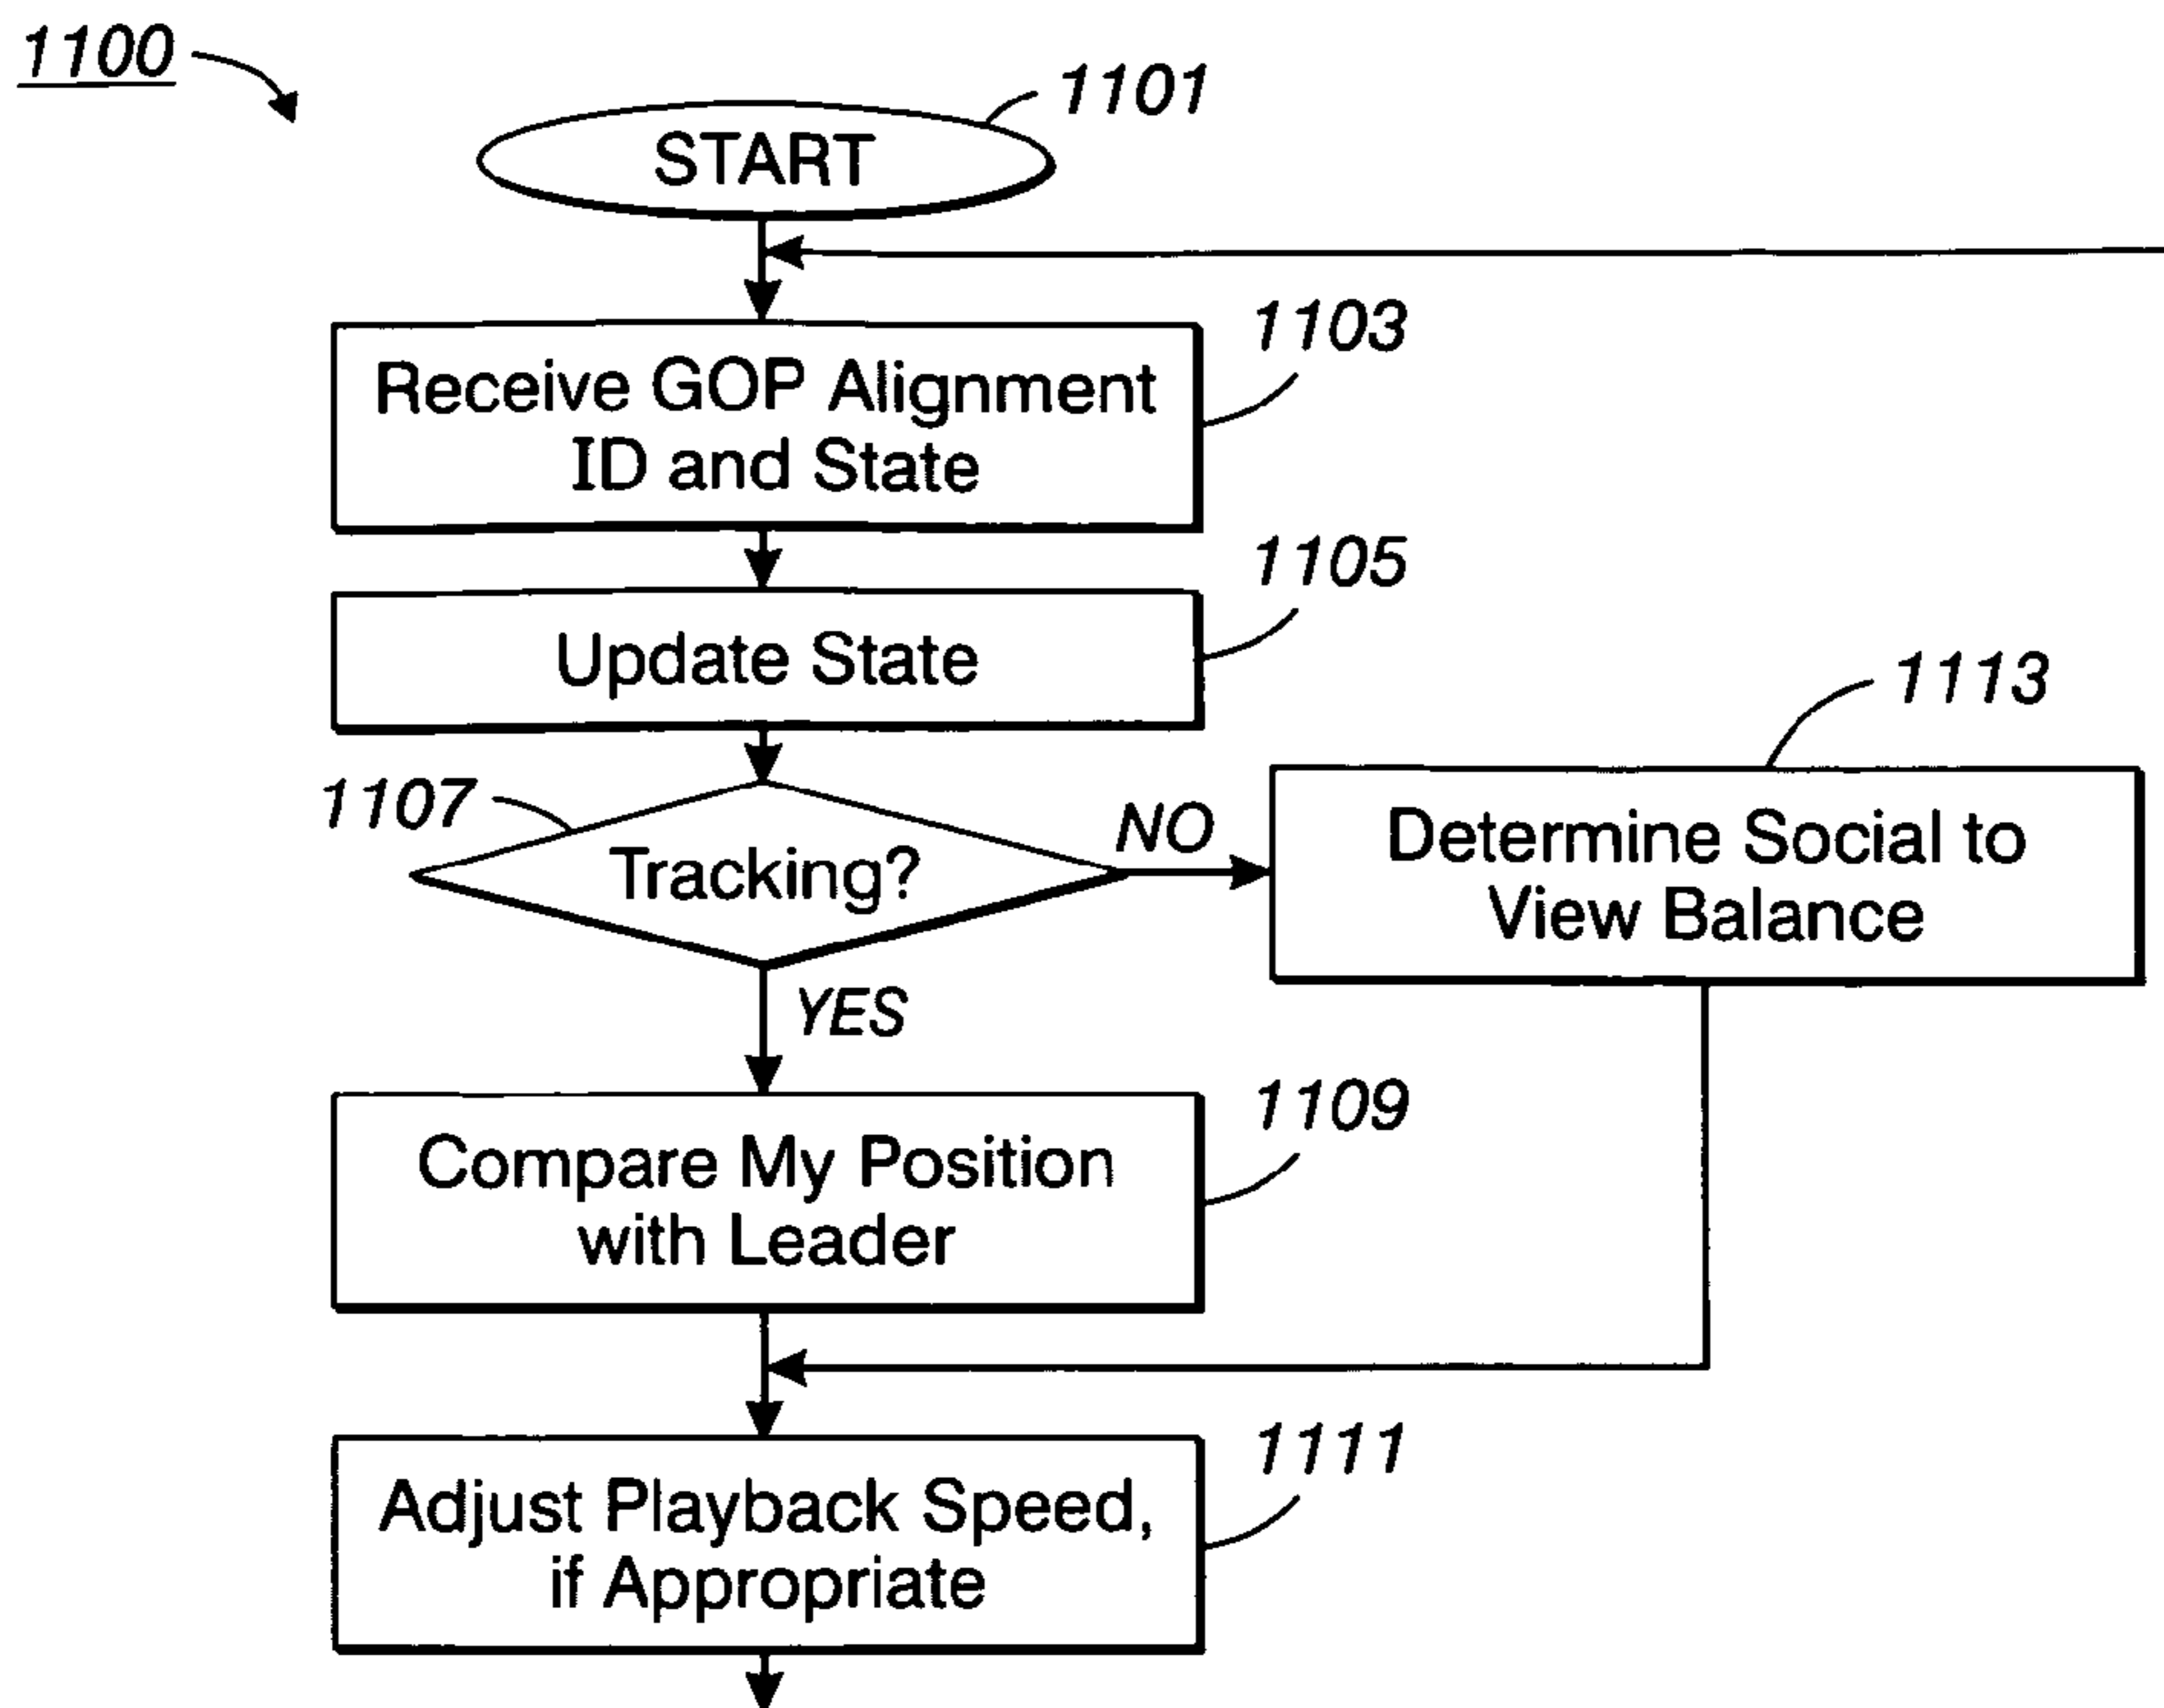 1100
1101
START
1103
Receive GOP Alignment
ID and State
1105
Update State
1113
1107
Tracking?
NO
Determine Social to
View Balance
YES
1109
Compare My Position
with Leader
1111
Adjust Playback Speed,
if Appropriate